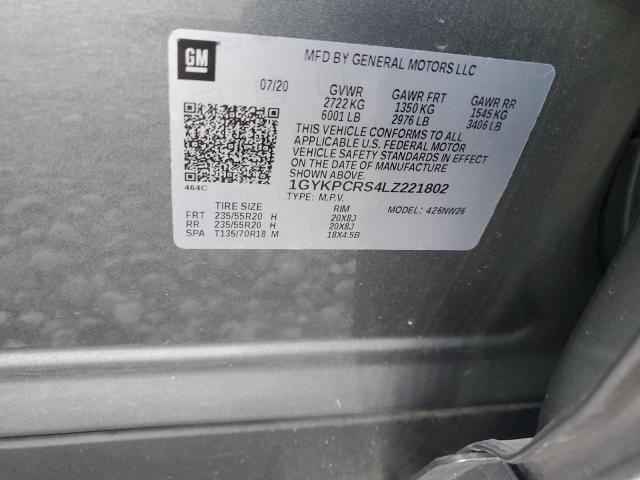 GM
MFD BY GENERAL MOTORS LLC
07/20 GVWR GAWR FRT GAWR RR
2722 KG 1350 KG 1545 KG
6001 LB 2976 LB 3406 LB
THIS VEHICLE CONFORMS TO ALL
APPLICABLE U.S. FEDERAL MOTOR
VEHICLE SAFETY STANDARDS IN EFFECT
ON THE DATE OF MANUFACTURE
SHOWN ABOVE.
464C 1GYKPCRS4LZ221802
TYPE: M.P.V. MODEL: 426NW26
TIRE SIZE RIM
FRT 235/55R20 H 20X8J
RR 235/55R20 H 20X8J
SPA T135/70R18 M 18X4.5B